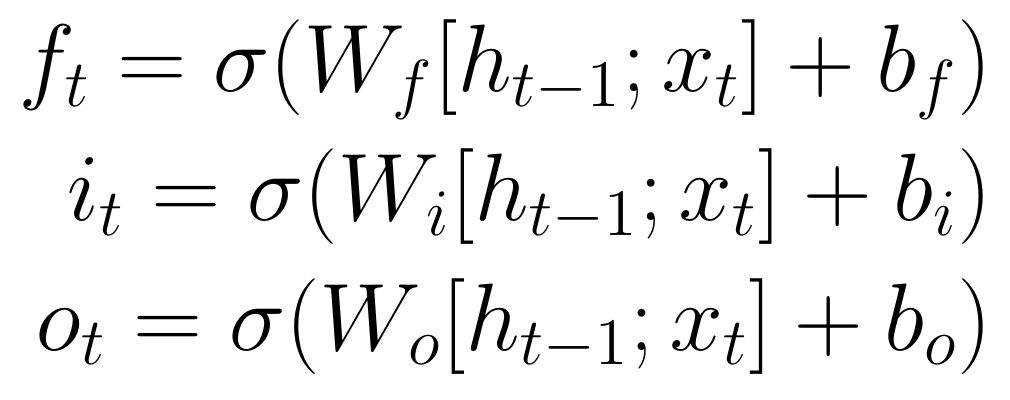 f_t = σ(W_f[h_{t−1}; x_t] + b_f)
i_t = σ(W_i[h_{t−1}; x_t] + b_i)
o_t = σ(W_o[h_{t−1}; x_t] + b_o)